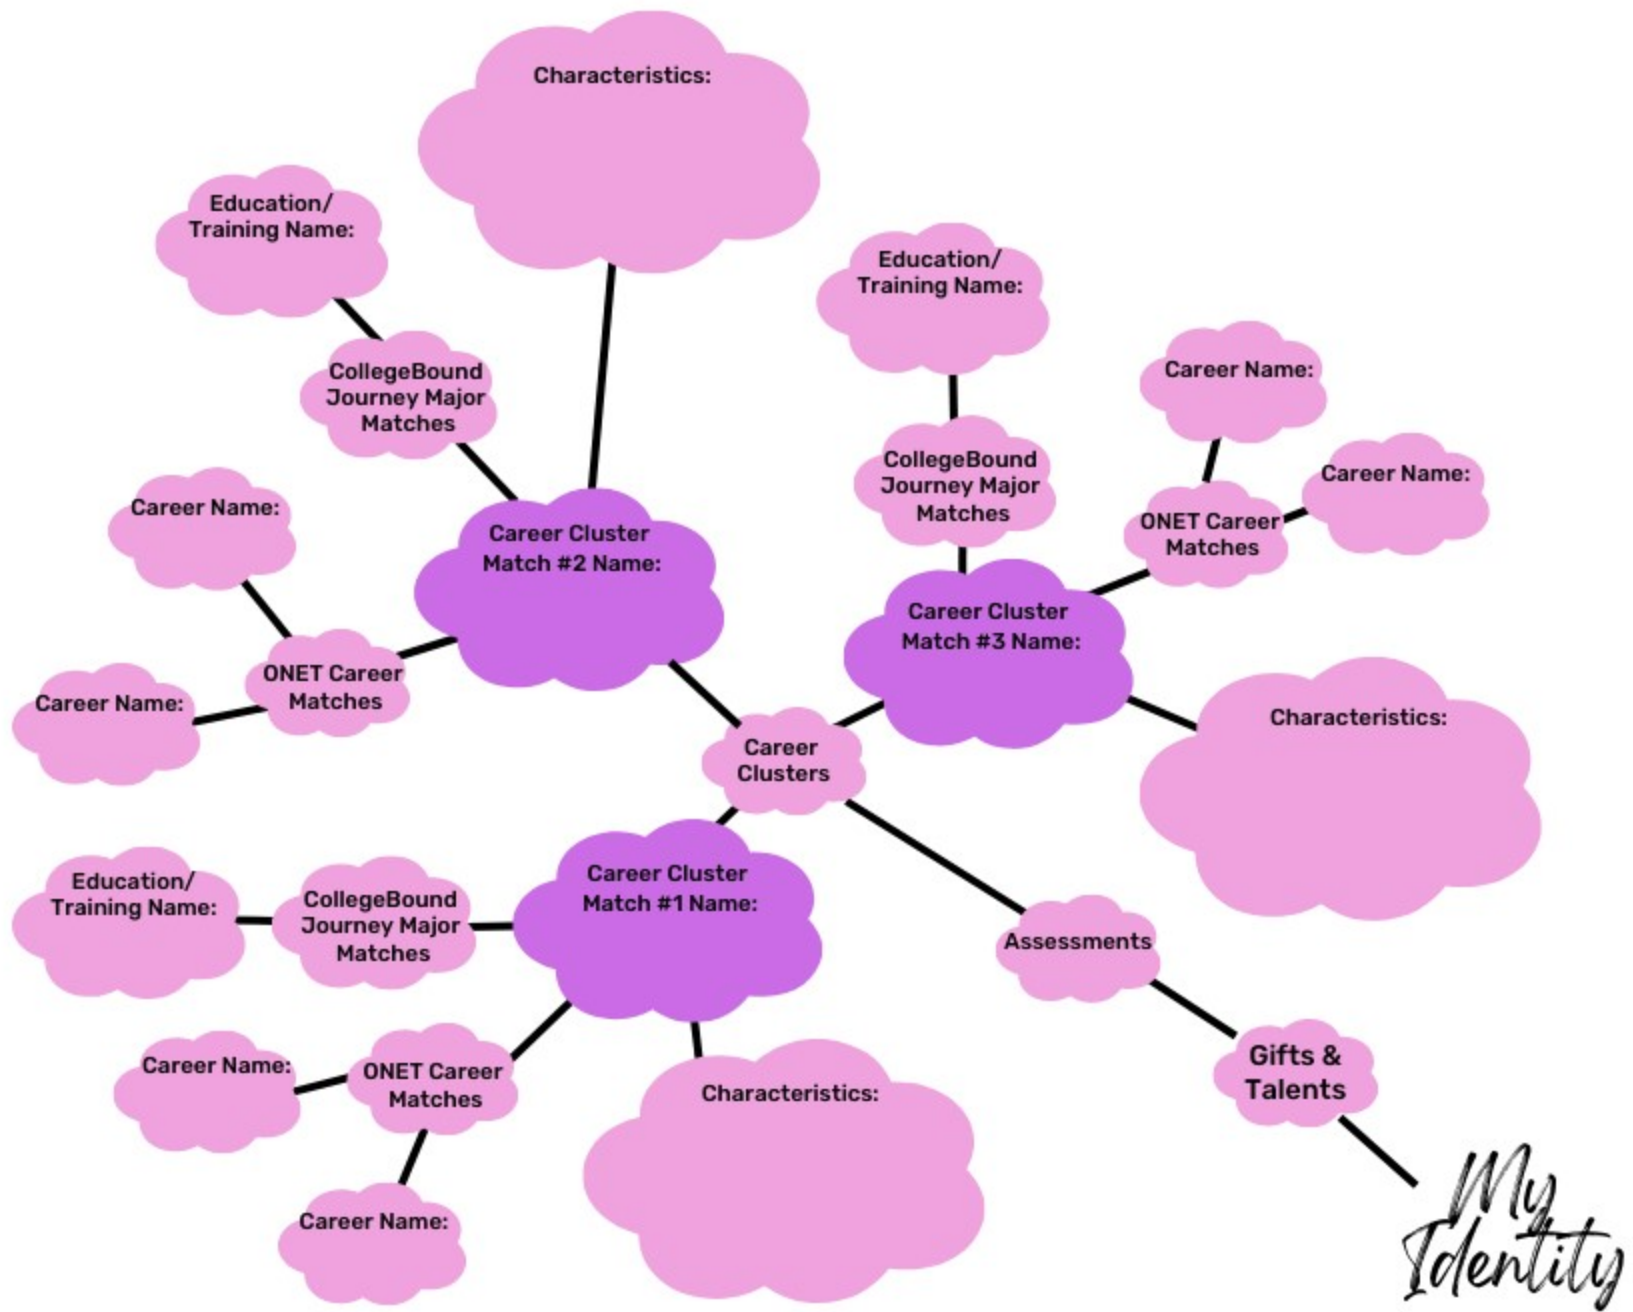 Characteristics:
Education/
Training Name:
CollegeBound
Journey Major
Matches
Career Name:
Career Name:
ONET Career
Matches
Career Cluster
Match #2 Name:
Education/
Training Name:
CollegeBound
Journey Major
Matches
Career Name:
Career Name:
ONET Career
Matches
Career Cluster
Match #3 Name:
Characteristics:
Career
Clusters
Career Cluster
Match #1 Name:
Education/
Training Name:
CollegeBound
Journey Major
Matches
Career Name:
ONET Career
Matches
Career Name:
Characteristics:
Assessments
Gifts &
Talents
My
Identity